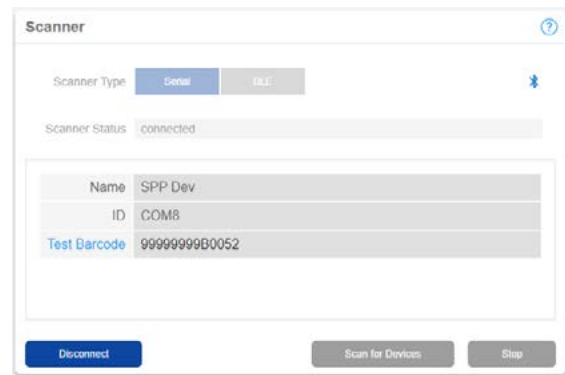 Scanner
Scanner Type Serial BLE
Scanner Status connected
Name SPP Dev
ID COM8
Test Barcode 99999999B0052
Disconnect Scan for Devices Stop